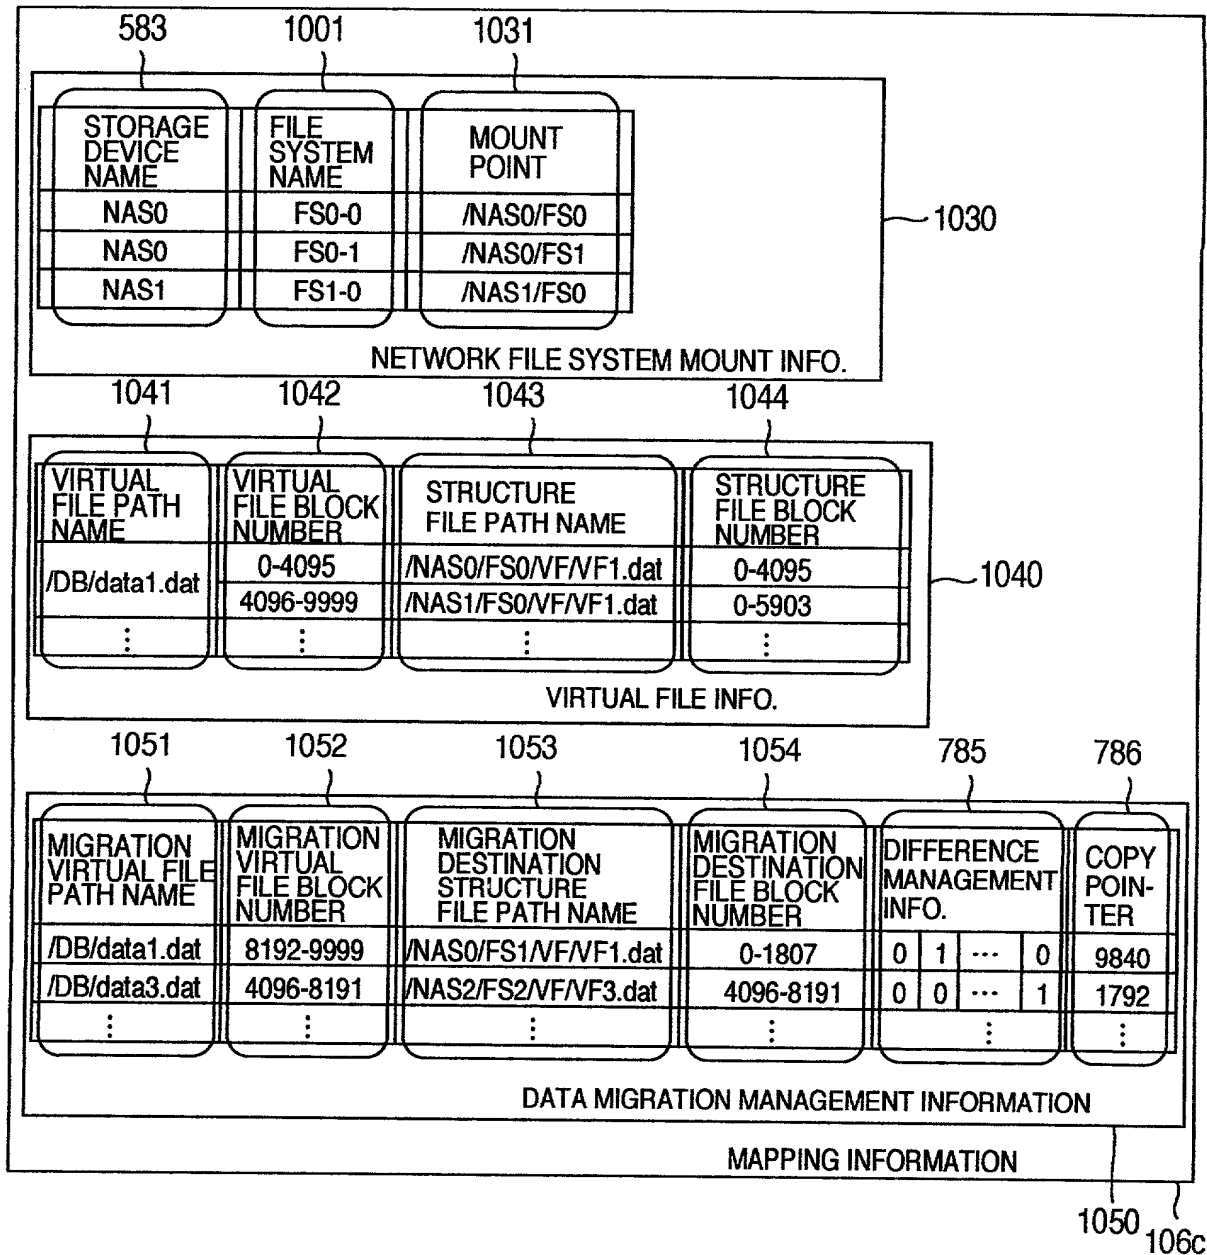 583 1001 1031
STORAGE DEVICE NAME FILE SYSTEM NAME MOUNT POINT
NAS0 FS0-0 /NAS0/FS0
NAS0 FS0-1 /NAS0/FS1
NAS1 FS1-0 /NAS1/FS0
1030
NETWORK FILE SYSTEM MOUNT INFO.
1041 1042 1043 1044
VIRTUAL FILE PATH NAME VIRTUAL FILE BLOCK NUMBER STRUCTURE FILE PATH NAME STRUCTURE FILE BLOCK NUMBER
/DB/data1.dat 0-4095 /NAS0/FS0/VF/VF1.dat 0-4095
4096-9999 /NAS1/FS0/VF/VF1.dat 0-5903
⋮ ⋮ ⋮ ⋮
1040
VIRTUAL FILE INFO.
1051 1052 1053 1054 785 786
MIGRATION VIRTUAL FILE PATH NAME MIGRATION VIRTUAL FILE BLOCK NUMBER MIGRATION DESTINATION STRUCTURE FILE PATH NAME MIGRATION DESTINATION FILE BLOCK NUMBER DIFFERENCE MANAGEMENT INFO. COPY POIN-TER
/DB/data1.dat 8192-9999 /NAS0/FS1/VF/VF1.dat 0-1807 0 1 ··· 0 9840
/DB/data3.dat 4096-8191 /NAS2/FS2/VF/VF3.dat 4096-8191 0 0 ··· 1 1792
⋮ ⋮ ⋮ ⋮ ⋮ ⋮
DATA MIGRATION MANAGEMENT INFORMATION
MAPPING INFORMATION
1050
106c